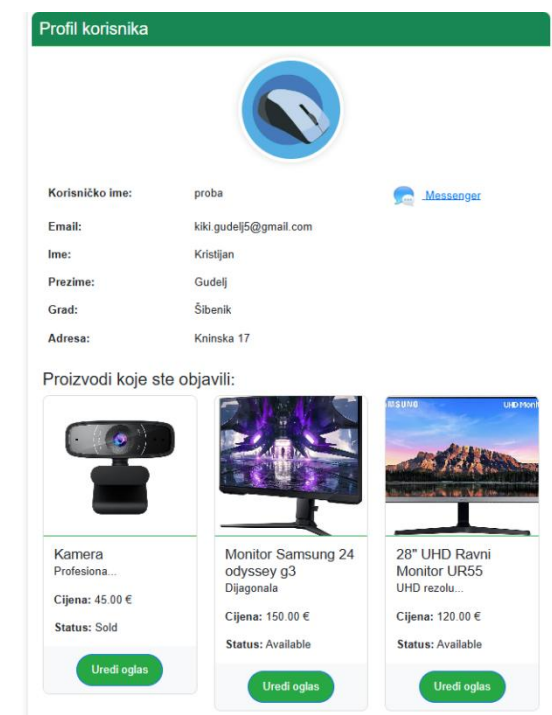 Profil korisnika
Korisničko ime: proba Messenger
Email: kiki.gudelj5@gmail.com
Ime: Kristijan
Prezime: Gudelj
Grad: Šibenik
Adresa: Kninska 17
Proizvodi koje ste objavili:
Kamera
Profesiona...
Cijena: 45.00 €
Status: Sold
Uredi oglas
Monitor Samsung 24
odyssey g3
Dijagonala
Cijena: 150.00 €
Status: Available
Uredi oglas
28" UHD Ravni
Monitor UR55
UHD rezolu...
Cijena: 120.00 €
Status: Available
Uredi oglas